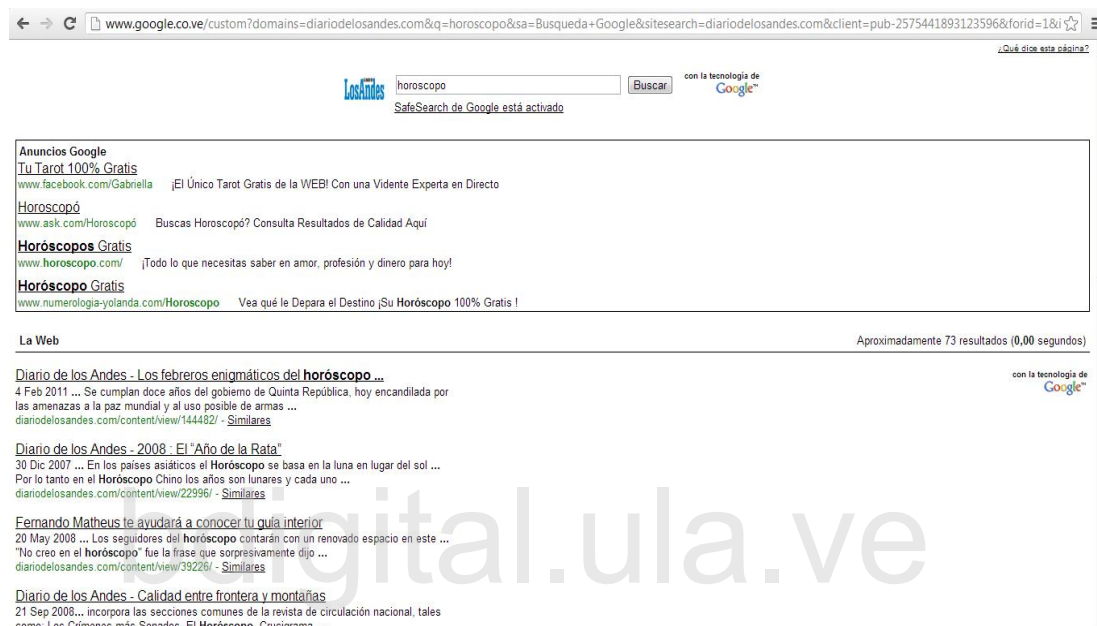 www.google.co.ve/custom?domains=diariodelosandes.com&q=horoscopo&sa=Busqueda+Google&sitesearch=diariodelosandes.com&client=pub-2575441893123596&forid=1&i
¿Qué dice esta página?
LosAndes horoscopo Buscar con la tecnología de Google™
SafeSearch de Google está activado
Anuncios Google
Tu Tarot 100% Gratis
www.facebook.com/Gabriella ¡El Único Tarot Gratis de la WEB! Con una Vidente Experta en Directo
Horoscopó
www.ask.com/Horoscopó Buscas Horoscopó? Consulta Resultados de Calidad Aquí
Horóscopos Gratis
www.horoscopo.com/ ¡Todo lo que necesitas saber en amor, profesión y dinero para hoy!
Horóscopo Gratis
www.numerologia-yolanda.com/Horoscopo Vea qué le Depara el Destino ¡Su Horóscopo 100% Gratis !
La Web Aproximadamente 73 resultados (0,00 segundos)
con la tecnología de Google™
Diario de los Andes - Los febreros enigmáticos del horóscopo ...
4 Feb 2011 ... Se cumplan doce años del gobierno de Quinta República, hoy encandilada por
las amenazas a la paz mundial y al uso posible de armas ...
diariodelosandes.com/content/view/144482/ - Similares
Diario de los Andes - 2008 : El “Año de la Rata”
30 Dic 2007 ... En los países asiáticos el Horóscopo se basa en la luna en lugar del sol ...
Por lo tanto en el Horóscopo Chino los años son lunares y cada uno ...
diariodelosandes.com/content/view/22996/ - Similares
Fernando Matheus te ayudará a conocer tu guía interior
20 May 2008 ... Los seguidores del horóscopo contarán con un renovado espacio en este ...
"No creo en el horóscopo" fue la frase que sorpresivamente dijo ...
diariodelosandes.com/content/view/39226/ - Similares
Diario de los Andes - Calidad entre frontera y montañas
21 Sep 2008... incorpora las secciones comunes de la revista de circulación nacional, tales
como: Los Crímenes más Sonados, El Horóscopo, Crucigrama
bdigital.ula.ve